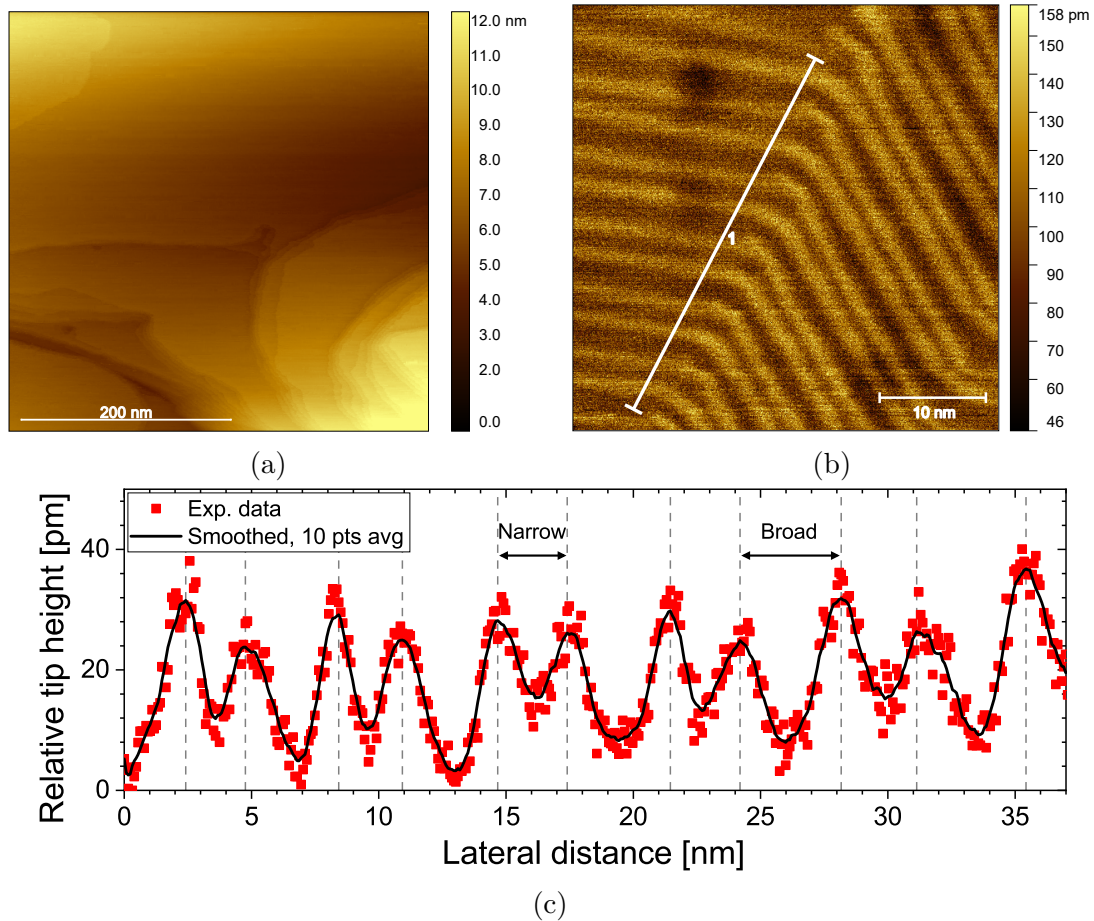 12.0 nm
11.0
10.0
9.0
8.0
7.0
6.0
5.0
4.0
3.0
2.0
0.0
200 nm
(a)
158 pm
150
140
130
120
110
100
90
80
70
60
46
1
10 nm
(b)
Relative tip height [pm]
40
20
0
Exp. data
Smoothed, 10 pts avg
Narrow
Broad
0
5
10
15
20
25
30
35
Lateral distance [nm]
(c)